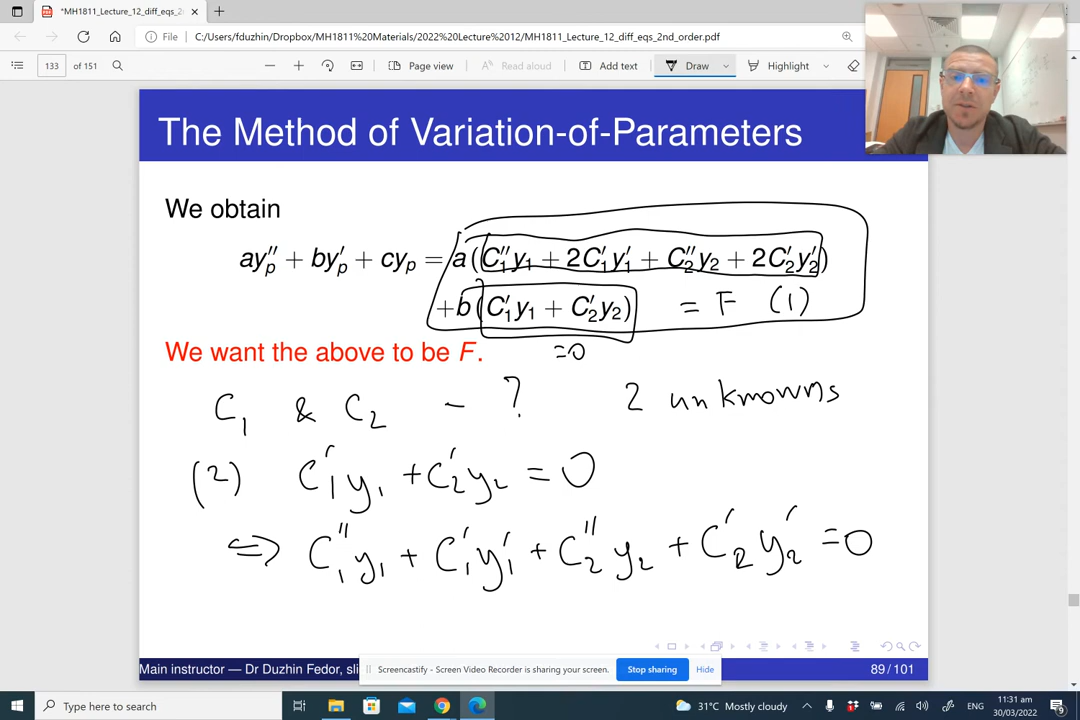 *MH1811_Lecture_12_diff_eqs_2
File C:/Users/fduzhin/Dropbox/MH1811%20Materials/2022%20Lecture%2012/MH1811_Lecture_12_diff_eqs_2nd_order.pdf
133 of 151 Page view Read aloud Add text Draw Highlight
The Method of Variation-of-Parameters
We obtain
ay″ₚ + by′ₚ + cyₚ = a(C″₁y₁ + 2C′₁y′₁ + C″₂y₂ + 2C′₂y′₂)
+b(C′₁y₁ + C′₂y₂) = F (1)
We want the above to be F. =0
C₁ & C₂ - ? 2 unknowns
(2) C′₁y₁ + C′₂y₂ = 0
⇔ C″₁y₁ + C′₁y′₁ + C″₂y₂ + C′₂y′₂ = 0
Main instructor — Dr Duzhin Fedor, sli
89 / 101
Screencastify - Screen Video Recorder is sharing your screen. Stop sharing Hide
Type here to search
31°C Mostly cloudy ENG 11:31 am
30/03/2022